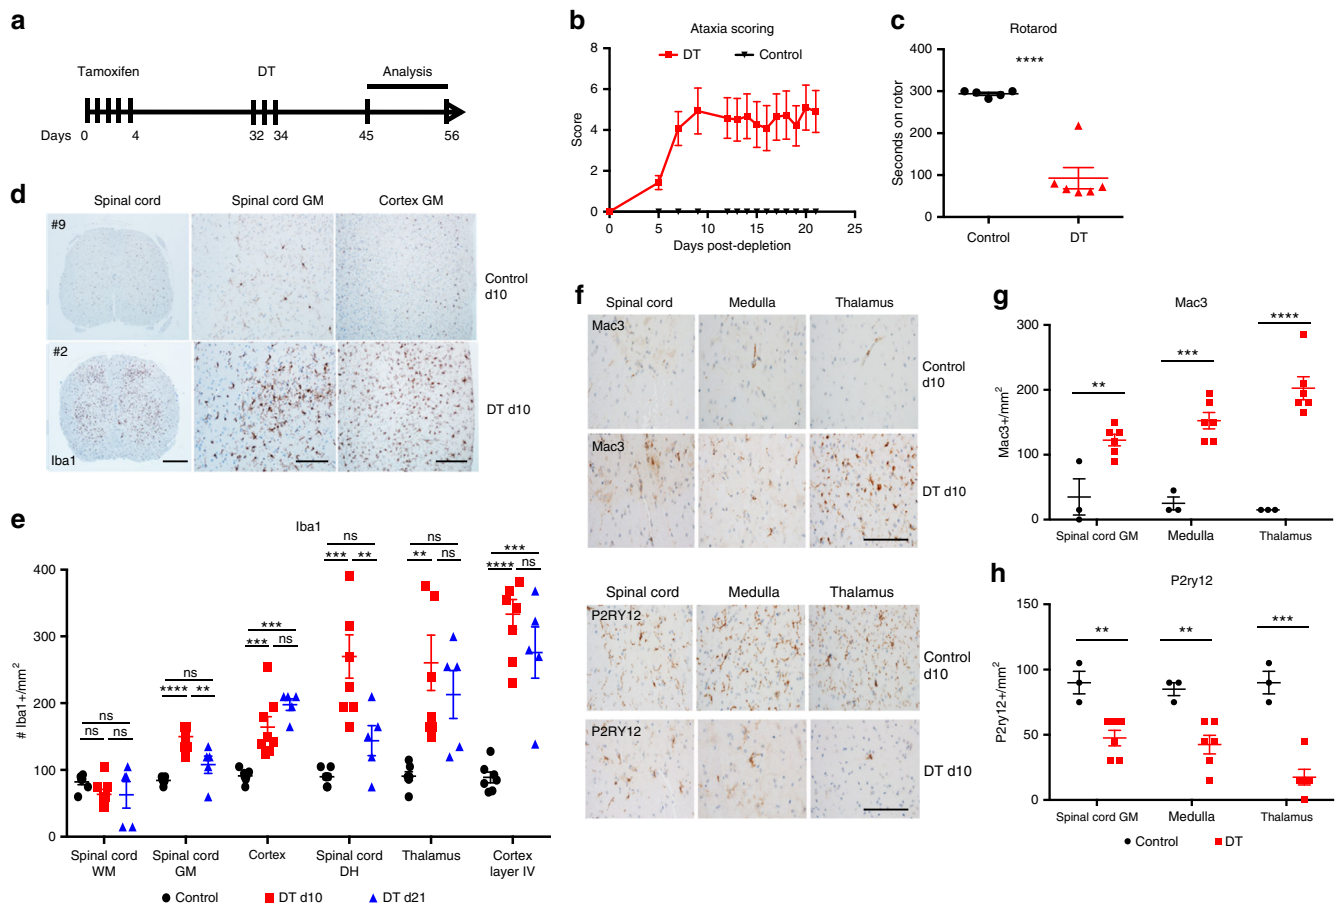 a
Tamoxifen
DT
Analysis
Days 0 4 32 34 45 56
b
Ataxia scoring
DT
Control
8
6
4
2
0
Score
0 5 10 15 20 25
Days post-depletion
c
Rotarod
****
400
300
200
100
0
Seconds on rotor
Control DT
d
Spinal cord Spinal cord GM Cortex GM
#9
Control
d10
#2
Iba1
DT d10
e
Iba1
ns ns ns
ns **** ** ns
*** ns ***
*** ** ns
** ns ns
**** ns ***
400
300
200
100
0
# Iba1+/mm2
Spinal cord
WM
Spinal cord
GM
Cortex
Spinal cord
DH
Thalamus
Cortex
layer IV
Control DT d10 DT d21
f
Spinal cord Medulla Thalamus
Mac3
Control
d10
Mac3
DT d10
Spinal cord Medulla Thalamus
P2RY12
Control
d10
P2RY12
DT d10
g
Mac3
** *** ****
300
200
100
0
Mac3+/mm2
Spinal cord GM Medulla Thalamus
h
P2ry12
** ** ***
150
100
50
0
P2ry12+/mm2
Spinal cord GM Medulla Thalamus
Control DT